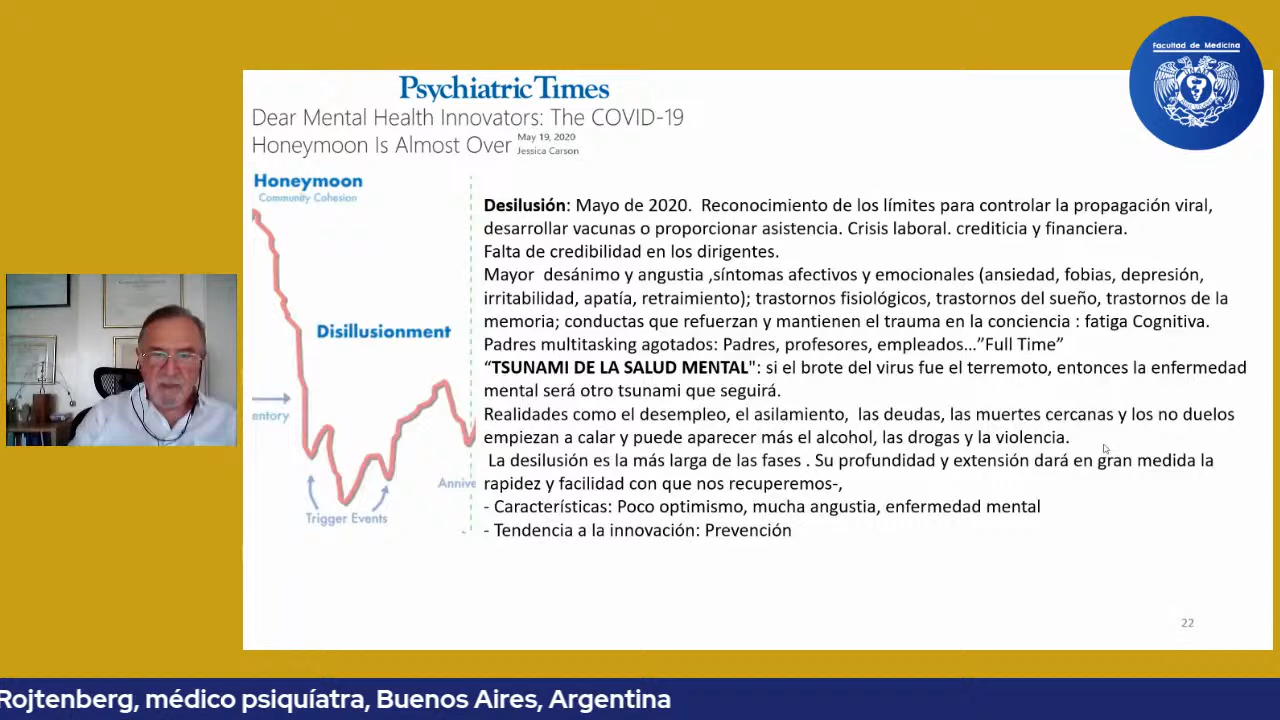 Facultad de Medicina
Psychiatric Times
Dear Mental Health Innovators: The COVID-19
Honeymoon Is Almost Over
May 19, 2020
Jessica Carson
Honeymoon
Community Cohesion
Disillusionment
entory
Trigger Events
Annive
Desilusión: Mayo de 2020. Reconocimiento de los límites para controlar la propagación viral,
desarrollar vacunas o proporcionar asistencia. Crisis laboral. crediticia y financiera.
Falta de credibilidad en los dirigentes.
Mayor desánimo y angustia ,síntomas afectivos y emocionales (ansiedad, fobias, depresión,
irritabilidad, apatía, retraimiento); trastornos fisiológicos, trastornos del sueño, trastornos de la
memoria; conductas que refuerzan y mantienen el trauma en la conciencia : fatiga Cognitiva.
Padres multitasking agotados: Padres, profesores, empleados...”Full Time”
“TSUNAMI DE LA SALUD MENTAL": si el brote del virus fue el terremoto, entonces la enfermedad
mental será otro tsunami que seguirá.
Realidades como el desempleo, el asilamiento, las deudas, las muertes cercanas y los no duelos
empiezan a calar y puede aparecer más el alcohol, las drogas y la violencia.
La desilusión es la más larga de las fases . Su profundidad y extensión dará en gran medida la
rapidez y facilidad con que nos recuperemos-,
- Características: Poco optimismo, mucha angustia, enfermedad mental
- Tendencia a la innovación: Prevención
22
Rojtenberg, médico psiquíatra, Buenos Aires, Argentina